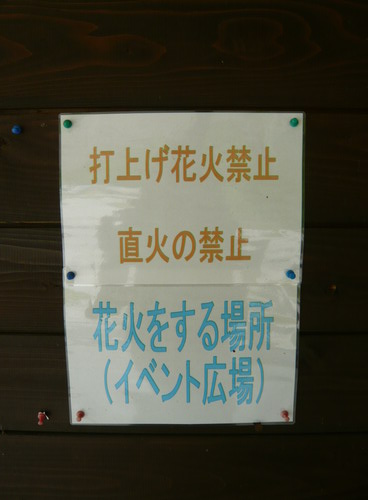 打上げ花火禁止
直火の禁止
花火をする場所
（イベント広場）